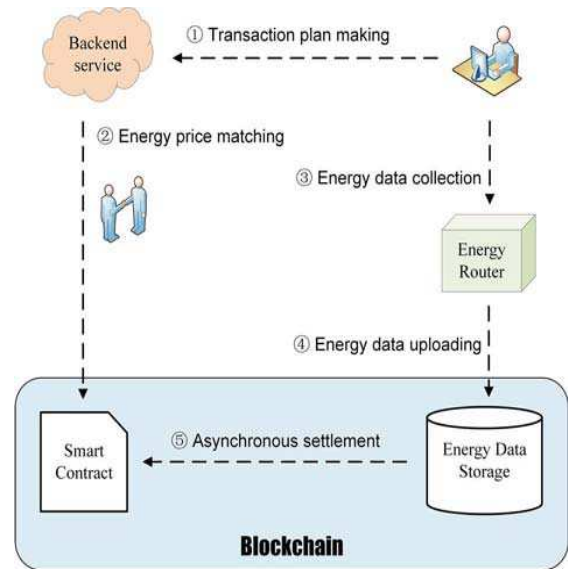 ① Transaction plan making
Backend
service
② Energy price matching
③ Energy data collection
Energy
Router
④ Energy data uploading
Smart
Contract
⑤ Asynchronous settlement
Energy Data
Storage
Blockchain